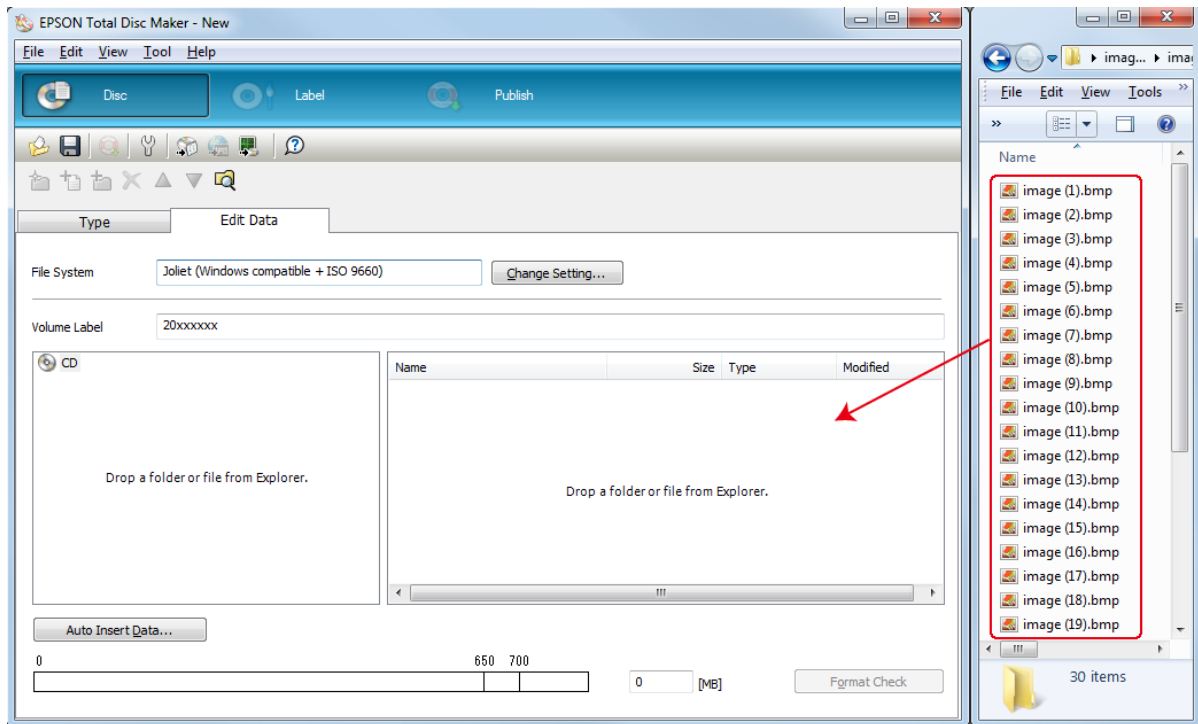 EPSON Total Disc Maker - New
File Edit View Tool Help
Disc
Label
Publish
Type
Edit Data
File System
Joliet (Windows compatible + ISO 9660)
Change Setting...
Volume Label
20xxxxxx
CD
Drop a folder or file from Explorer.
Name Size Type Modified
Drop a folder or file from Explorer.
Auto Insert Data...
0 650 700
0 [MB]
Format Check
imag... imag
File Edit View Tools »
»
Name
image (1).bmp
image (2).bmp
image (3).bmp
image (4).bmp
image (5).bmp
image (6).bmp
image (7).bmp
image (8).bmp
image (9).bmp
image (10).bmp
image (11).bmp
image (12).bmp
image (13).bmp
image (14).bmp
image (15).bmp
image (16).bmp
image (17).bmp
image (18).bmp
image (19).bmp
30 items